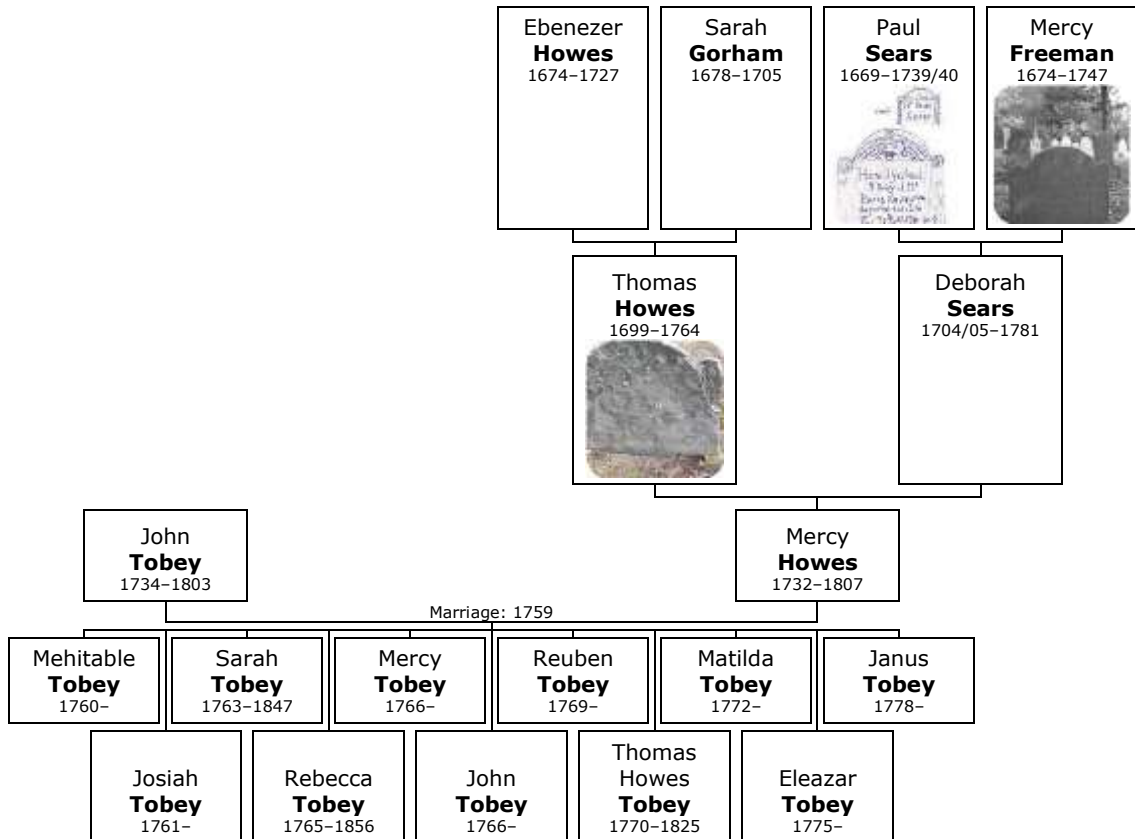 Ebenezer
Howes
1674–1727
Sarah
Gorham
1678–1705
Paul
Sears
1669–1739/40
Mercy
Freeman
1674–1747
Thomas
Howes
1699–1764
Deborah
Sears
1704/05–1781
John
Tobey
1734–1803
Mercy
Howes
1732–1807
Marriage: 1759
Mehitable
Tobey
1760–
Sarah
Tobey
1763–1847
Mercy
Tobey
1766–
Reuben
Tobey
1769–
Matilda
Tobey
1772–
Janus
Tobey
1778–
Josiah
Tobey
1761–
Rebecca
Tobey
1765–1856
John
Tobey
1766–
Thomas
Howes
Tobey
1770–1825
Eleazar
Tobey
1775–